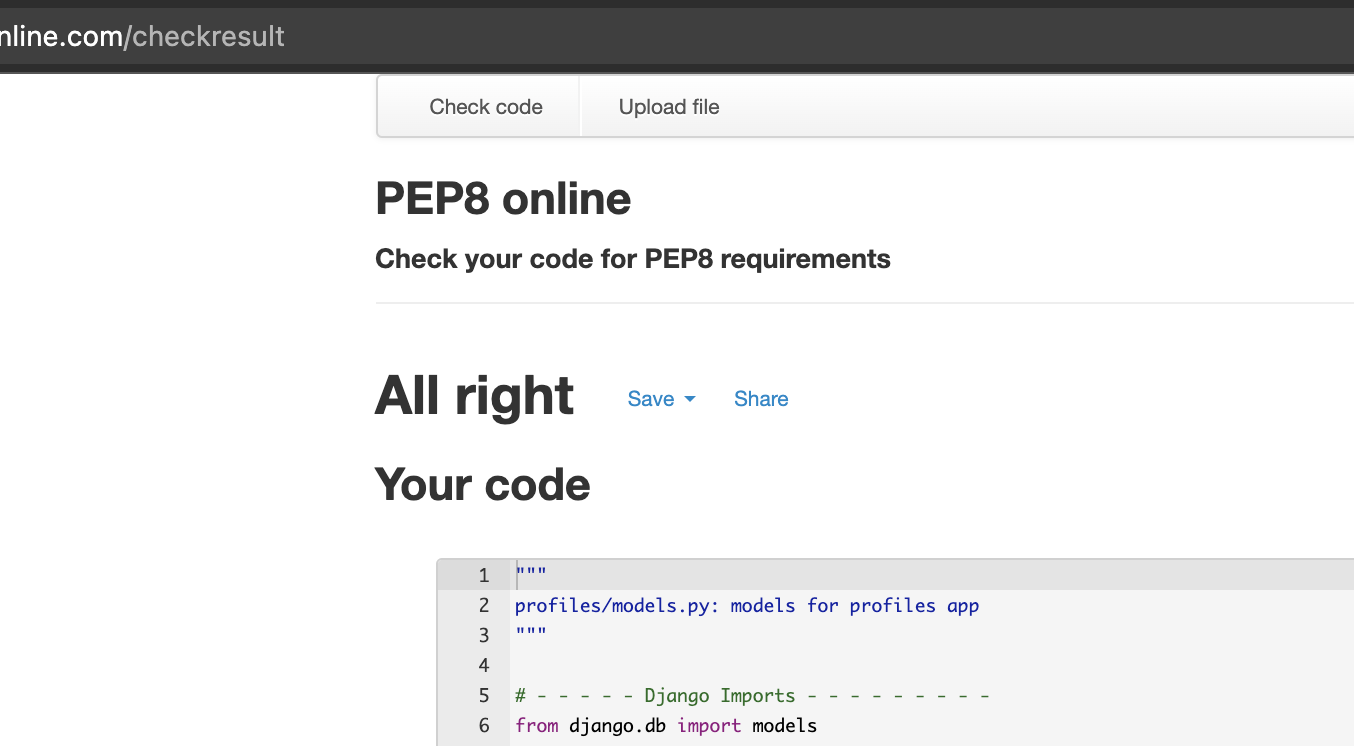 nline.com/checkresult
Check code Upload file
PEP8 online
Check your code for PEP8 requirements
All right Save Share
Your code
1 """
2 profiles/models.py: models for profiles app
3 """
4
5 # - - - - - Django Imports - - - - - - - - -
6 from django.db import models